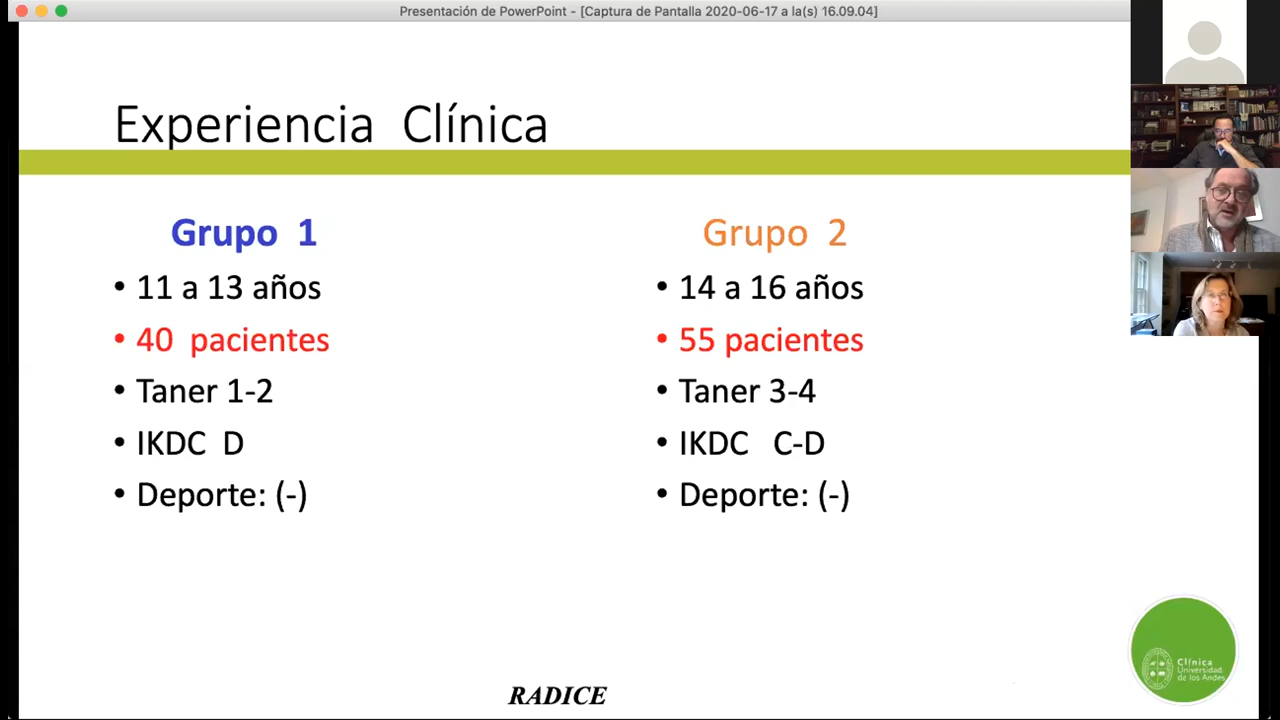 Presentación de PowerPoint - [Captura de Pantalla 2020-06-17 a la(s) 16.09.04]
Experiencia Clínica
Grupo 1
• 11 a 13 años
• 40 pacientes
• Taner 1-2
• IKDC D
• Deporte: (-)
Grupo 2
• 14 a 16 años
• 55 pacientes
• Taner 3-4
• IKDC C-D
• Deporte: (-)
RADICE
Clínica
Universidad
de los Andes